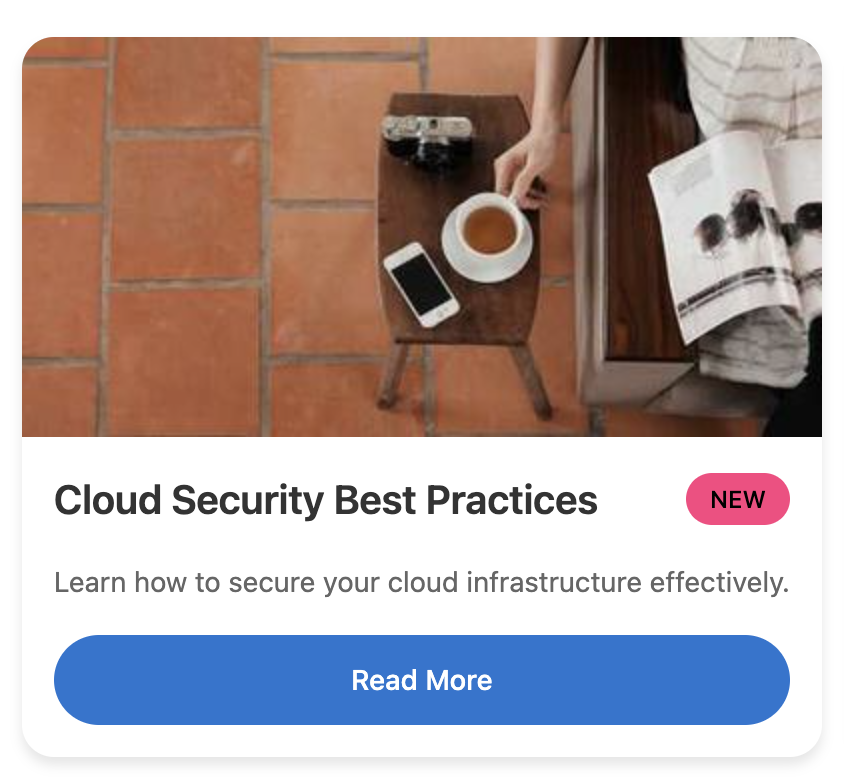 Cloud Security Best Practices
NEW
Learn how to secure your cloud infrastructure effectively.
Read More